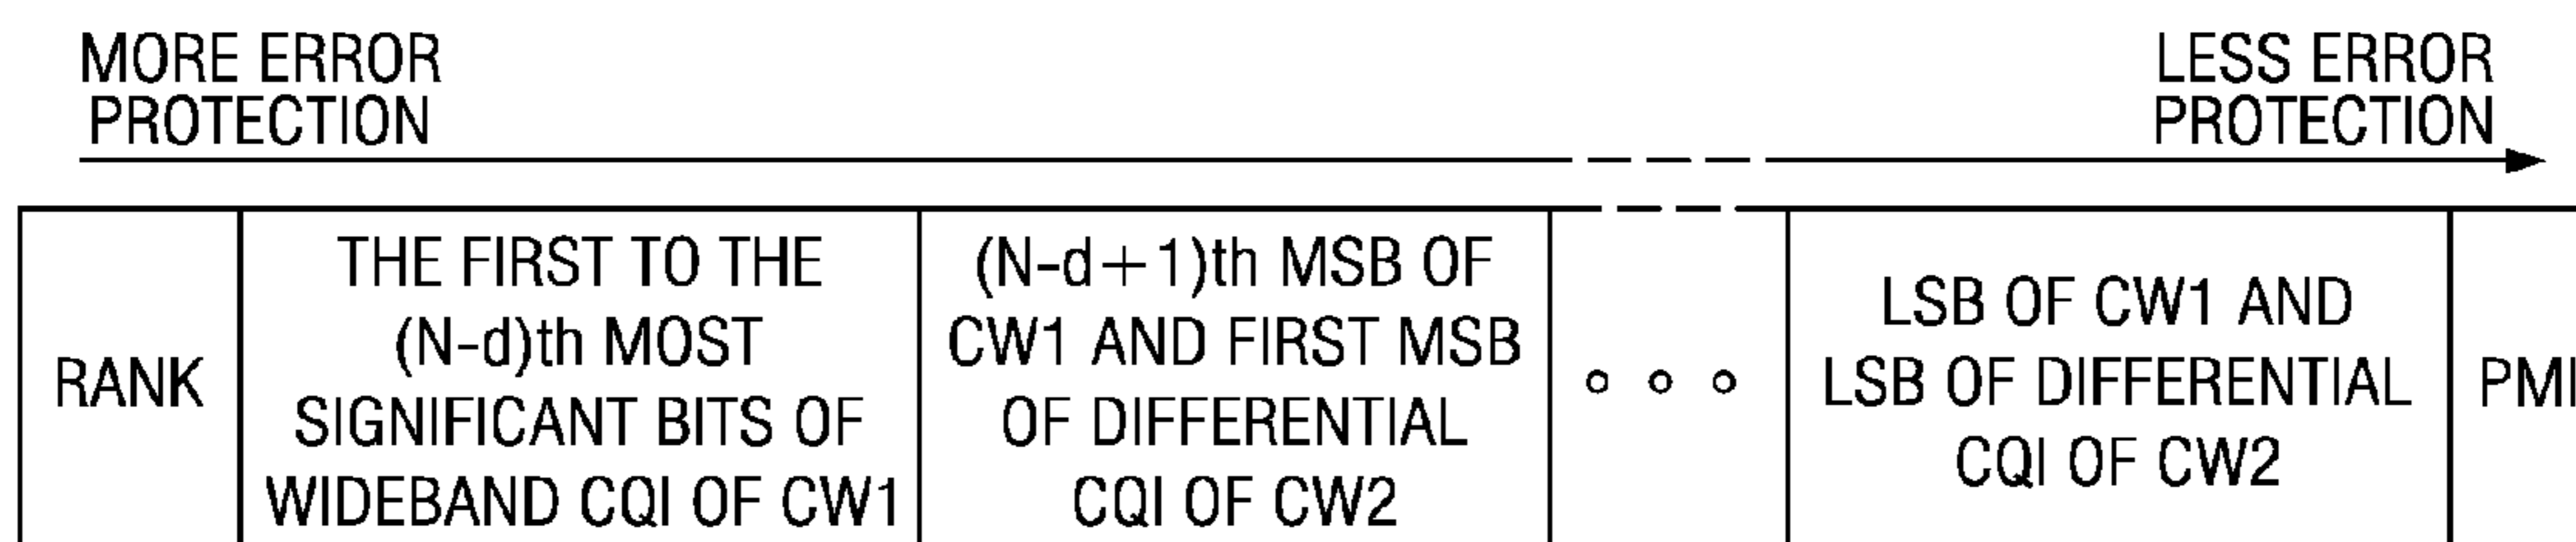 MORE ERROR
PROTECTION
LESS ERROR
PROTECTION
RANK
THE FIRST TO THE
(N-d)th MOST
SIGNIFICANT BITS OF
WIDEBAND CQI OF CW1
(N-d+1)th MSB OF
CW1 AND FIRST MSB
OF DIFFERENTIAL
CQI OF CW2
LSB OF CW1 AND
LSB OF DIFFERENTIAL
CQI OF CW2
PMI